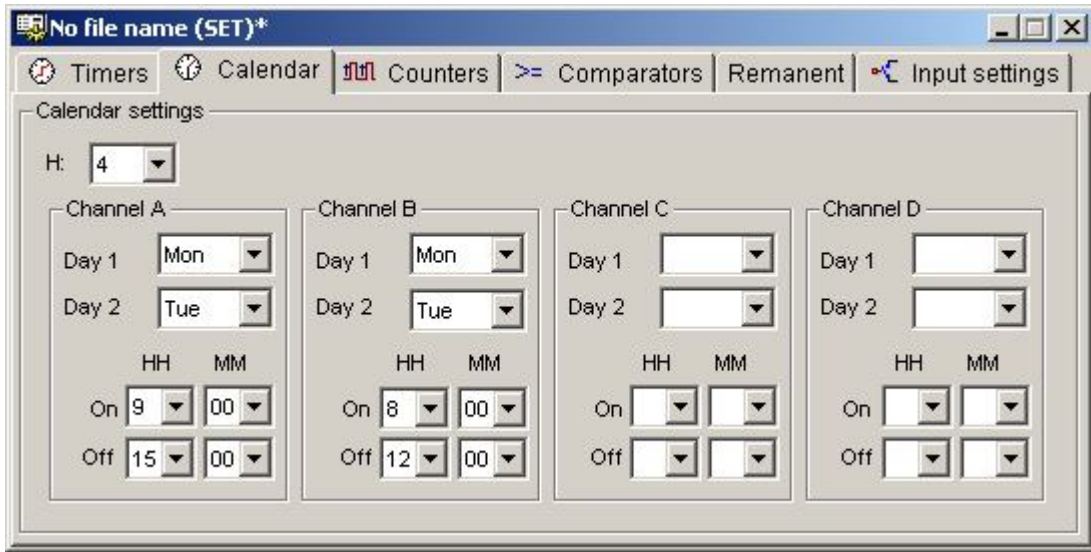 No file name (SET)*
Timers Calendar Counters >= Comparators Remanent Input settings
Calendar settings
H: 4
Channel A Channel B Channel C Channel D
Day 1 Mon Day 1 Mon Day 1 Day 1
Day 2 Tue Day 2 Tue Day 2 Day 2
HH MM HH MM HH MM HH MM
On 9 00 On 8 00 On On
Off 15 00 Off 12 00 Off Off